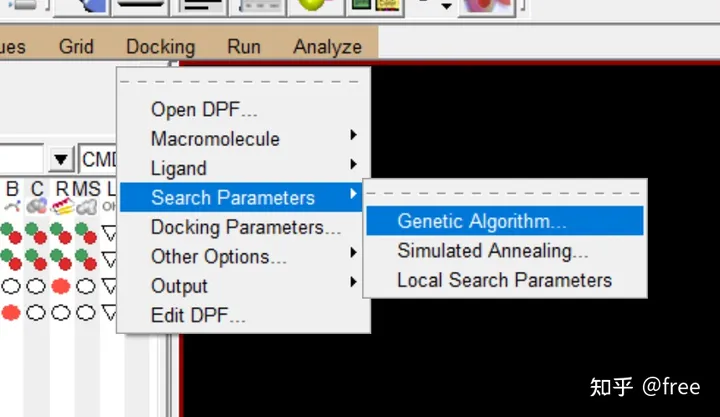 ues Grid Docking Run Analyze
Open DPF...
Macromolecule
Ligand
CMD
B C R MS L
Search Parameters
Docking Parameters...
Other Options...
Output
Edit DPF...
Genetic Algorithm...
Simulated Annealing...
Local Search Parameters
知乎 @free